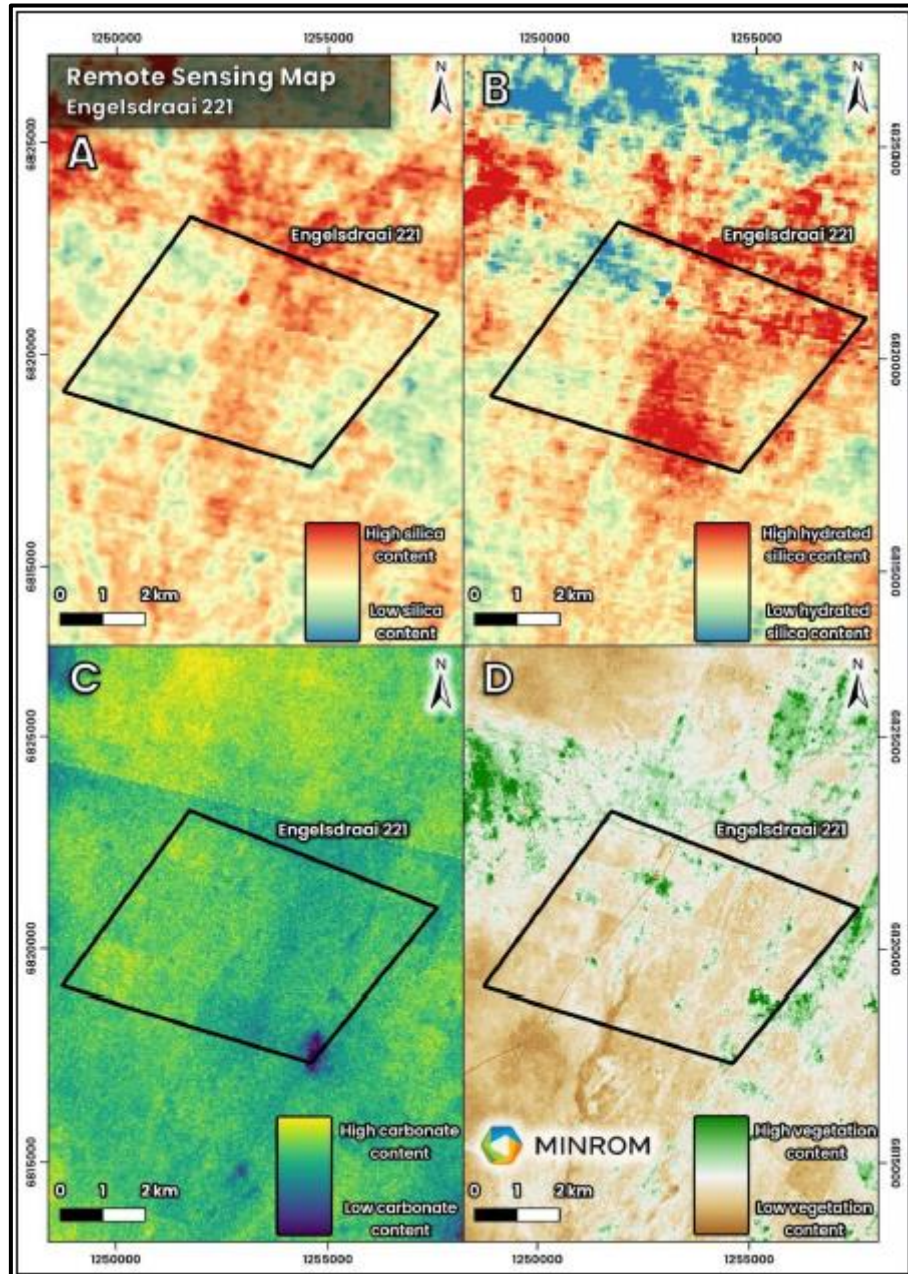 1250000 1255000 1250000 1255000
Remote Sensing Map
Engelsdraai 221
N
N
A
B
6825000
6825000
Engelsdraai 221
Engelsdraai 221
6820000
6820000
High silica
content
Low silica
content
High hydrated
silica content
Low hydrated
silica content
6815000
6815000
0 1 2 km
0 1 2 km
C
N
D
N
6825000
6825000
Engelsdraai 221
Engelsdraai 221
6820000
6820000
High carbonate
content
Low carbonate
content
MINROM
High vegetation
content
Low vegetation
content
6815000
6815000
0 1 2 km
0 1 2 km
1250000 1255000 1250000 1255000